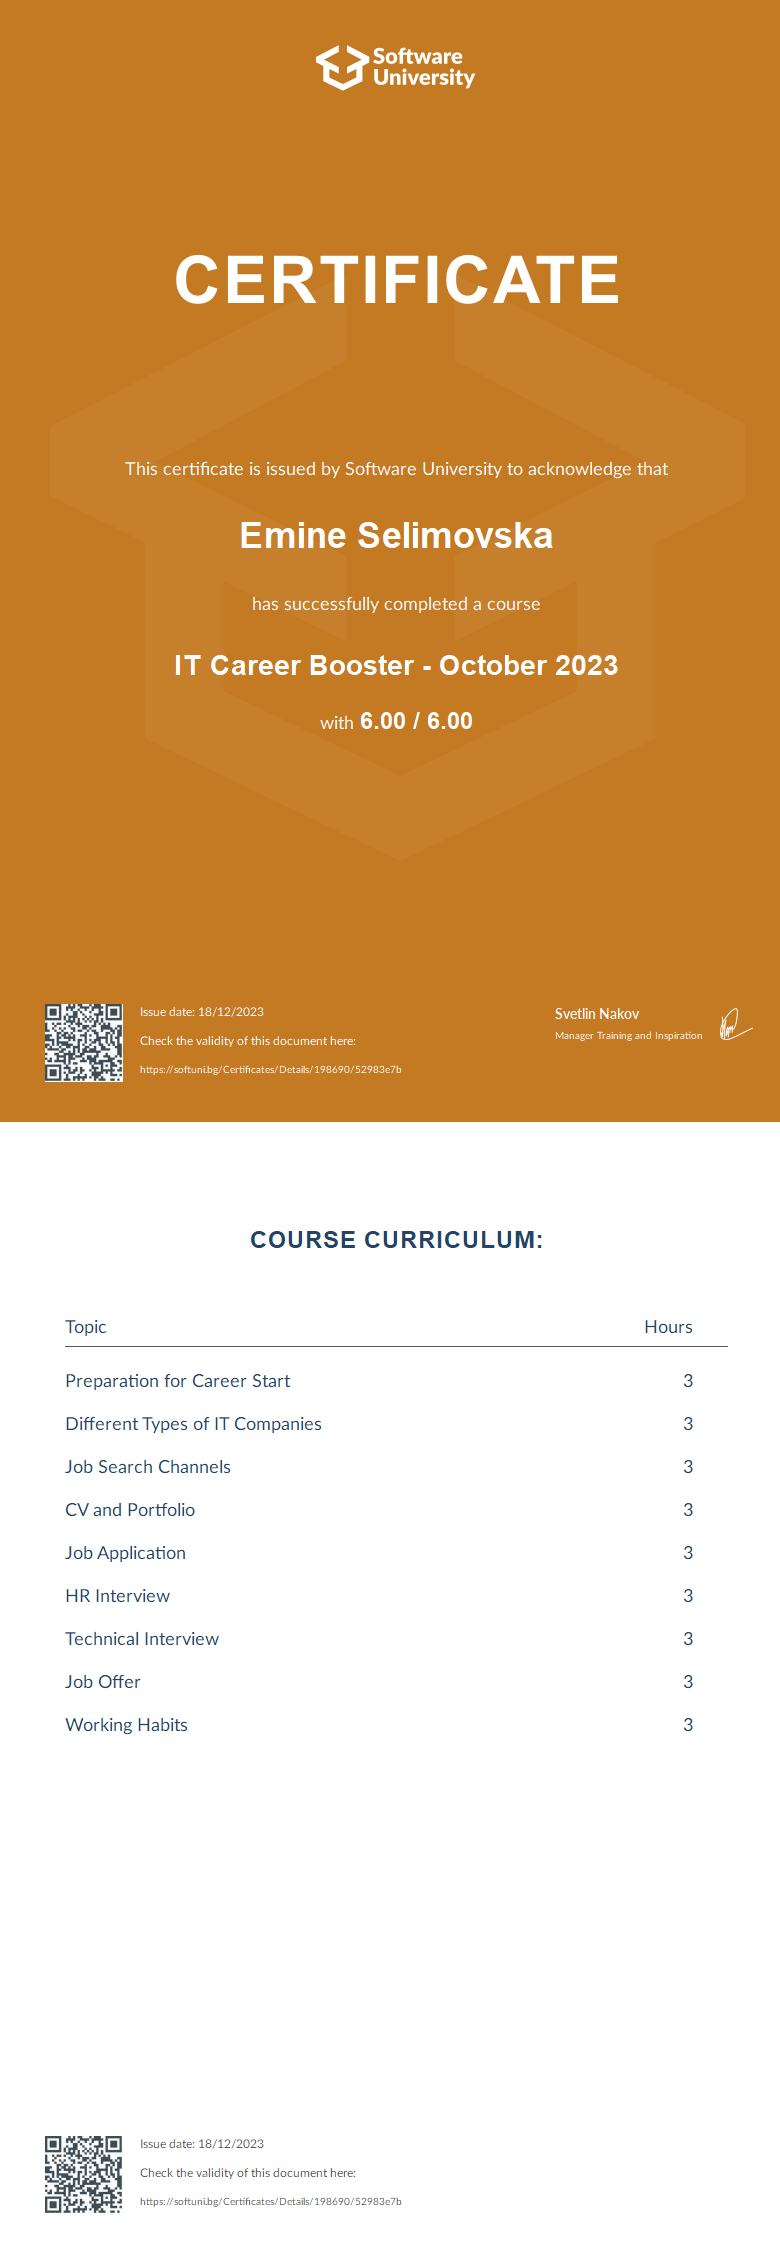 Software
University
CERTIFICATE
This certificate is issued by Software University to acknowledge that
Emine Selimovska
has successfully completed a course
IT Career Booster - October 2023
with 6.00 / 6.00
Issue date: 18/12/2023
Check the validity of this document here:
https://softuni.bg/Certificates/Details/198690/52983e7b
Svetlin Nakov
Manager Training and Inspiration
COURSE CURRICULUM:
Topic Hours
Preparation for Career Start 3
Different Types of IT Companies 3
Job Search Channels 3
CV and Portfolio 3
Job Application 3
HR Interview 3
Technical Interview 3
Job Offer 3
Working Habits 3
Issue date: 18/12/2023
Check the validity of this document here:
https://softuni.bg/Certificates/Details/198690/52983e7b